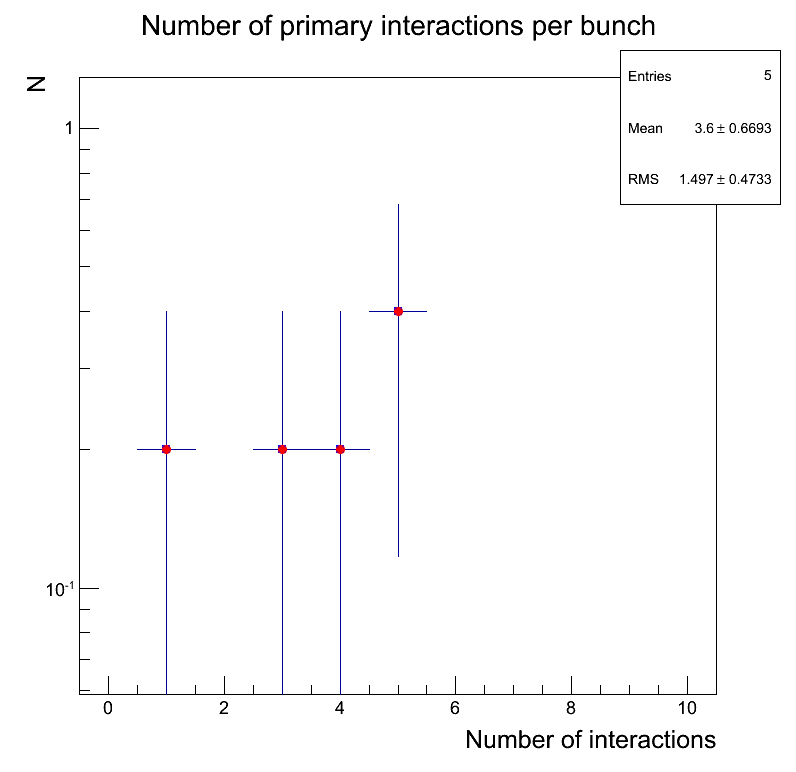 Number of primary interactions per bunch
Entries 5
Mean 3.6 ± 0.6693
RMS 1.497 ± 0.4733
N
1
10⁻¹
0 2 4 6 8 10
Number of interactions